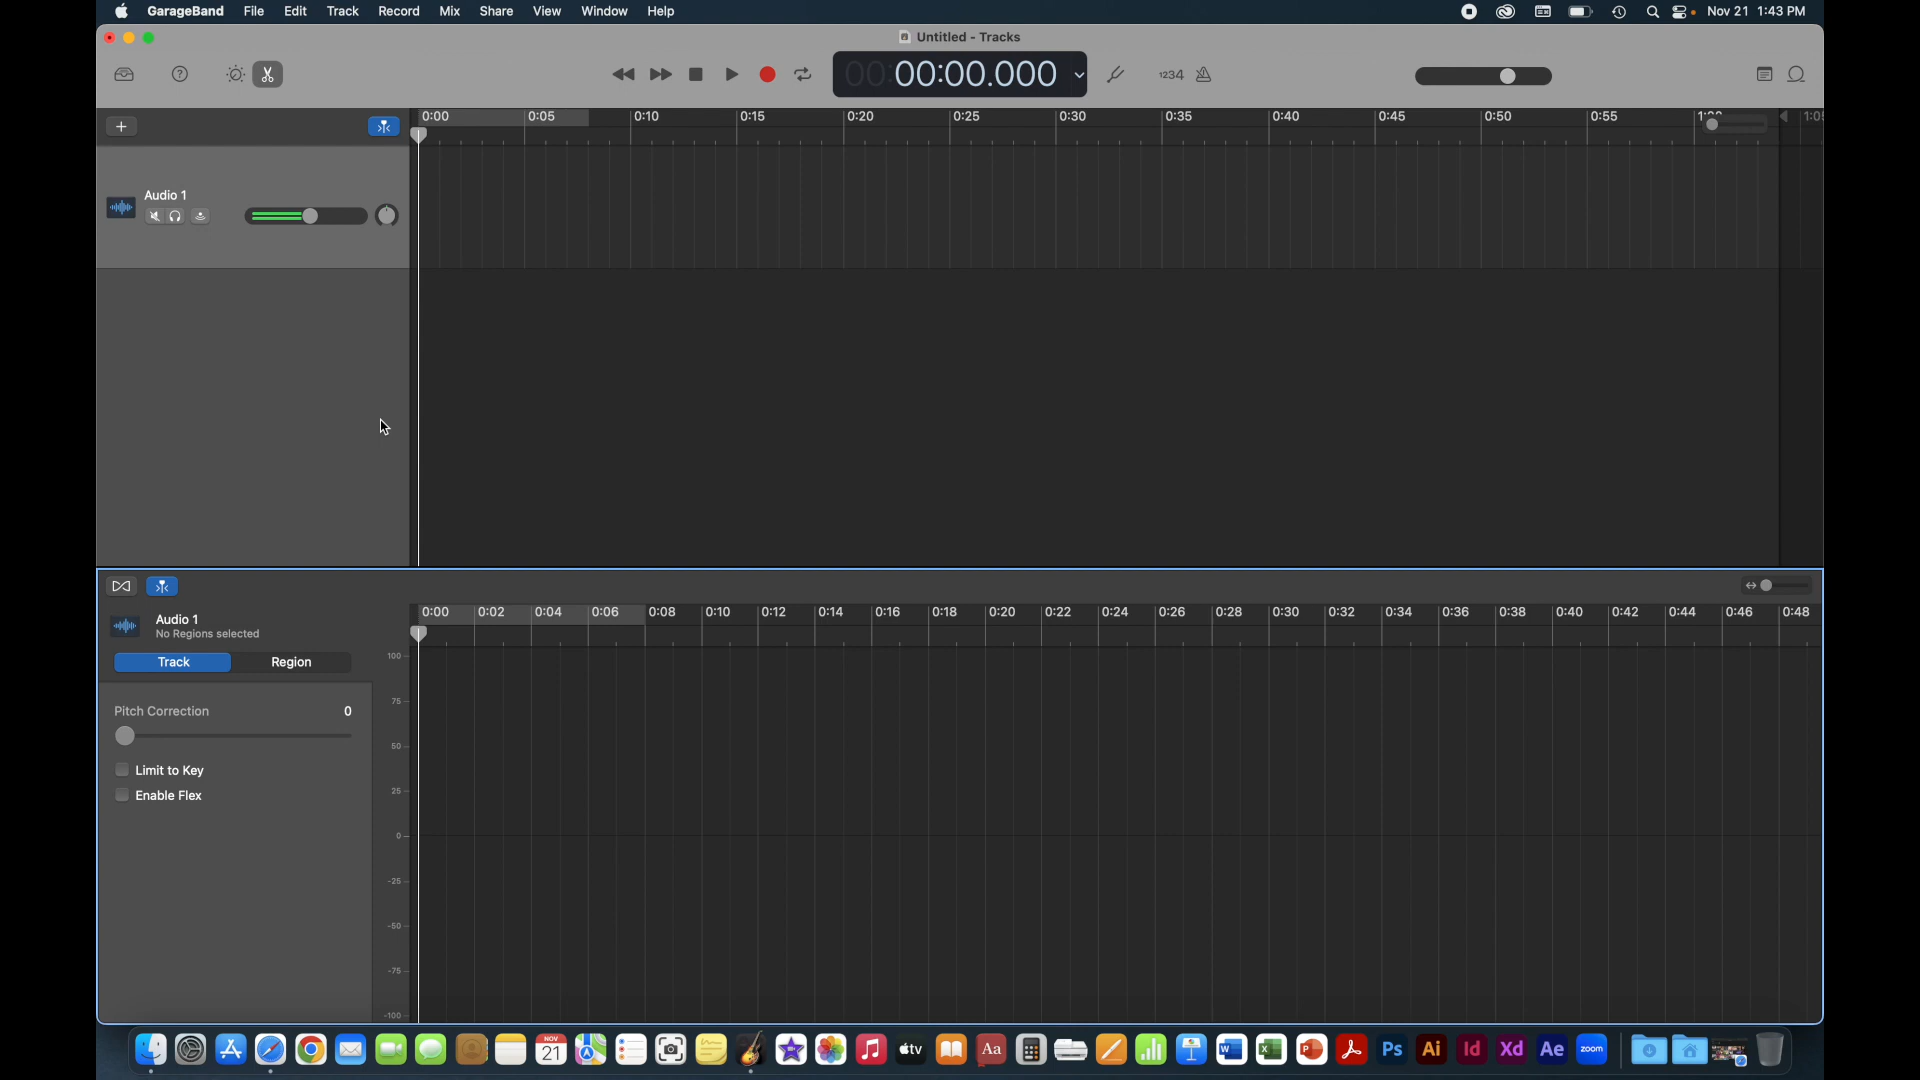 GarageBand File Edit Track Record Mix Share View Window Help Nov 21 1:43 PM
Untitled - Tracks
00:00:00.000 1234
0:00 0:05 0:10 0:15 0:20 0:25 0:30 0:35 0:40 0:45 0:50 0:55
Audio 1
0:00 0:02 0:04 0:06 0:08 0:10 0:12 0:14 0:16 0:18 0:20 0:22 0:24 0:26 0:28 0:30 0:32 0:34 0:36 0:38 0:40 0:42 0:44 0:46 0:48
Audio 1
No Regions selected
Track Region
100
75
50
25
0
-25
-50
-75
-100
Pitch Correction 0
Limit to Key
Enable Flex
NOV
21
Aa
tv
W X P
Ps Ai Id Xd Ae zoom